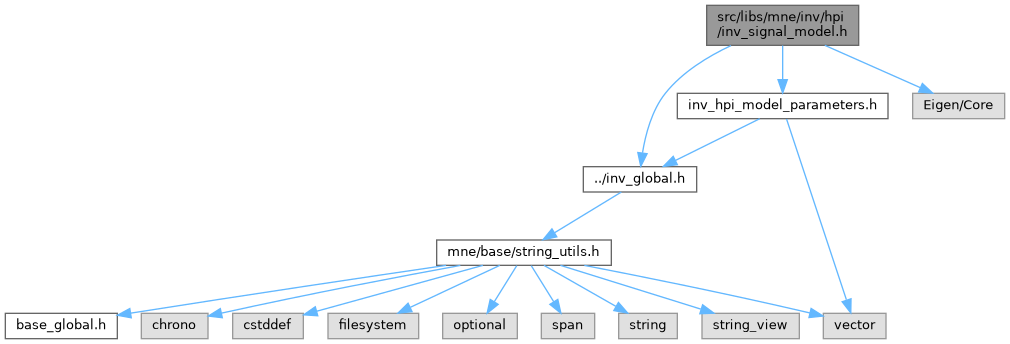 src/libs/mne/inv/hpi
/inv_signal_model.h
inv_hpi_model_parameters.h
Eigen/Core
../inv_global.h
mne/base/string_utils.h
base_global.h
chrono
cstddef
filesystem
optional
span
string
string_view
vector